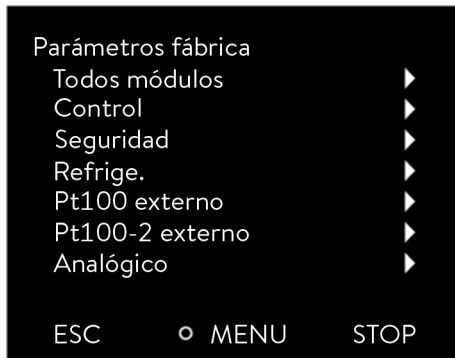 Parámetros fábrica
Todos módulos
Control
Seguridad
Refrige.
Pt100 externo
Pt100-2 externo
Analógico
ESC MENU STOP